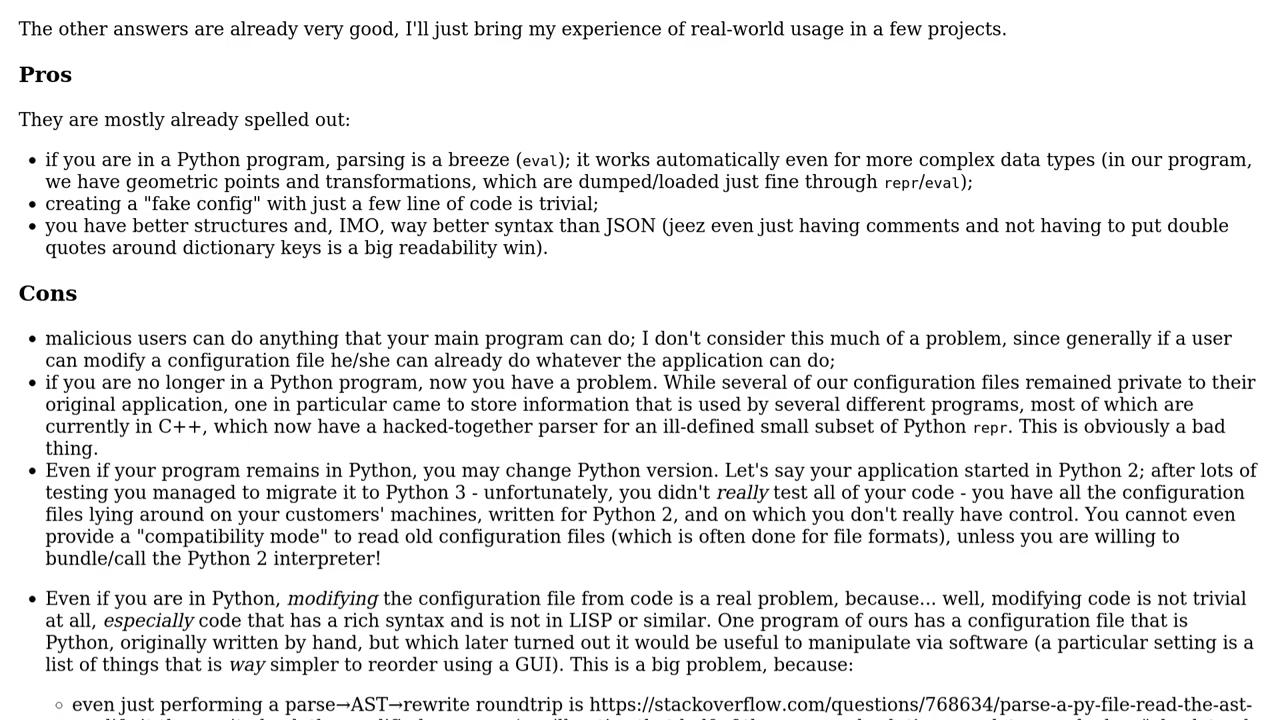 The other answers are already very good, I'll just bring my experience of real-world usage in a few projects.
Pros
They are mostly already spelled out:
• if you are in a Python program, parsing is a breeze (eval); it works automatically even for more complex data types (in our program,
we have geometric points and transformations, which are dumped/loaded just fine through repr/eval);
• creating a "fake config" with just a few line of code is trivial;
• you have better structures and, IMO, way better syntax than JSON (jeez even just having comments and not having to put double
quotes around dictionary keys is a big readability win).
Cons
• malicious users can do anything that your main program can do; I don't consider this much of a problem, since generally if a user
can modify a configuration file he/she can already do whatever the application can do;
• if you are no longer in a Python program, now you have a problem. While several of our configuration files remained private to their
original application, one in particular came to store information that is used by several different programs, most of which are
currently in C++, which now have a hacked-together parser for an ill-defined small subset of Python repr. This is obviously a bad
thing.
• Even if your program remains in Python, you may change Python version. Let's say your application started in Python 2; after lots of
testing you managed to migrate it to Python 3 - unfortunately, you didn't really test all of your code - you have all the configuration
files lying around on your customers' machines, written for Python 2, and on which you don't really have control. You cannot even
provide a "compatibility mode" to read old configuration files (which is often done for file formats), unless you are willing to
bundle/call the Python 2 interpreter!
• Even if you are in Python, modifying the configuration file from code is a real problem, because... well, modifying code is not trivial
at all, especially code that has a rich syntax and is not in LISP or similar. One program of ours has a configuration file that is
Python, originally written by hand, but which later turned out it would be useful to manipulate via software (a particular setting is a
list of things that is way simpler to reorder using a GUI). This is a big problem, because:
◦ even just performing a parse→AST→rewrite roundtrip is https://stackoverflow.com/questions/768634/parse-a-py-file-read-the-ast-